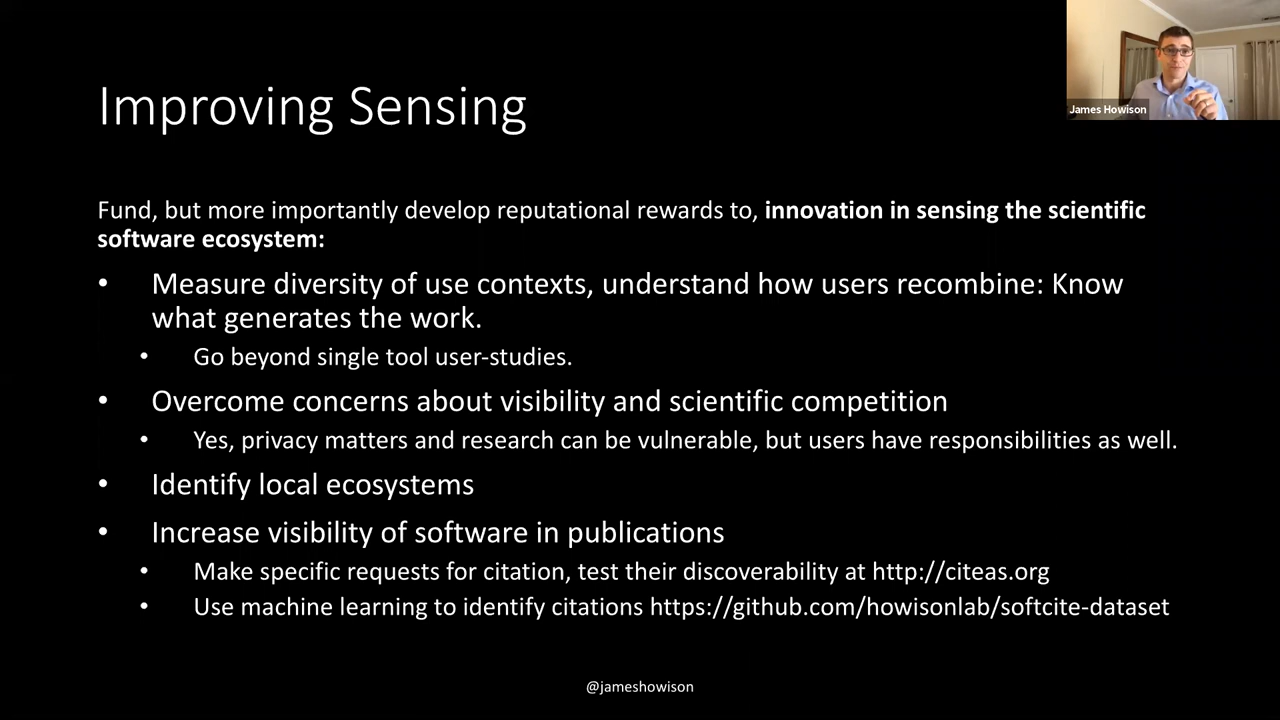 Improving Sensing
James Howison
Fund, but more importantly develop reputational rewards to, innovation in sensing the scientific
software ecosystem:
• Measure diversity of use contexts, understand how users recombine: Know
what generates the work.
• Go beyond single tool user-studies.
• Overcome concerns about visibility and scientific competition
• Yes, privacy matters and research can be vulnerable, but users have responsibilities as well.
• Identify local ecosystems
• Increase visibility of software in publications
• Make specific requests for citation, test their discoverability at http://citeas.org
• Use machine learning to identify citations https://github.com/howisonlab/softcite-dataset
@jameshowison